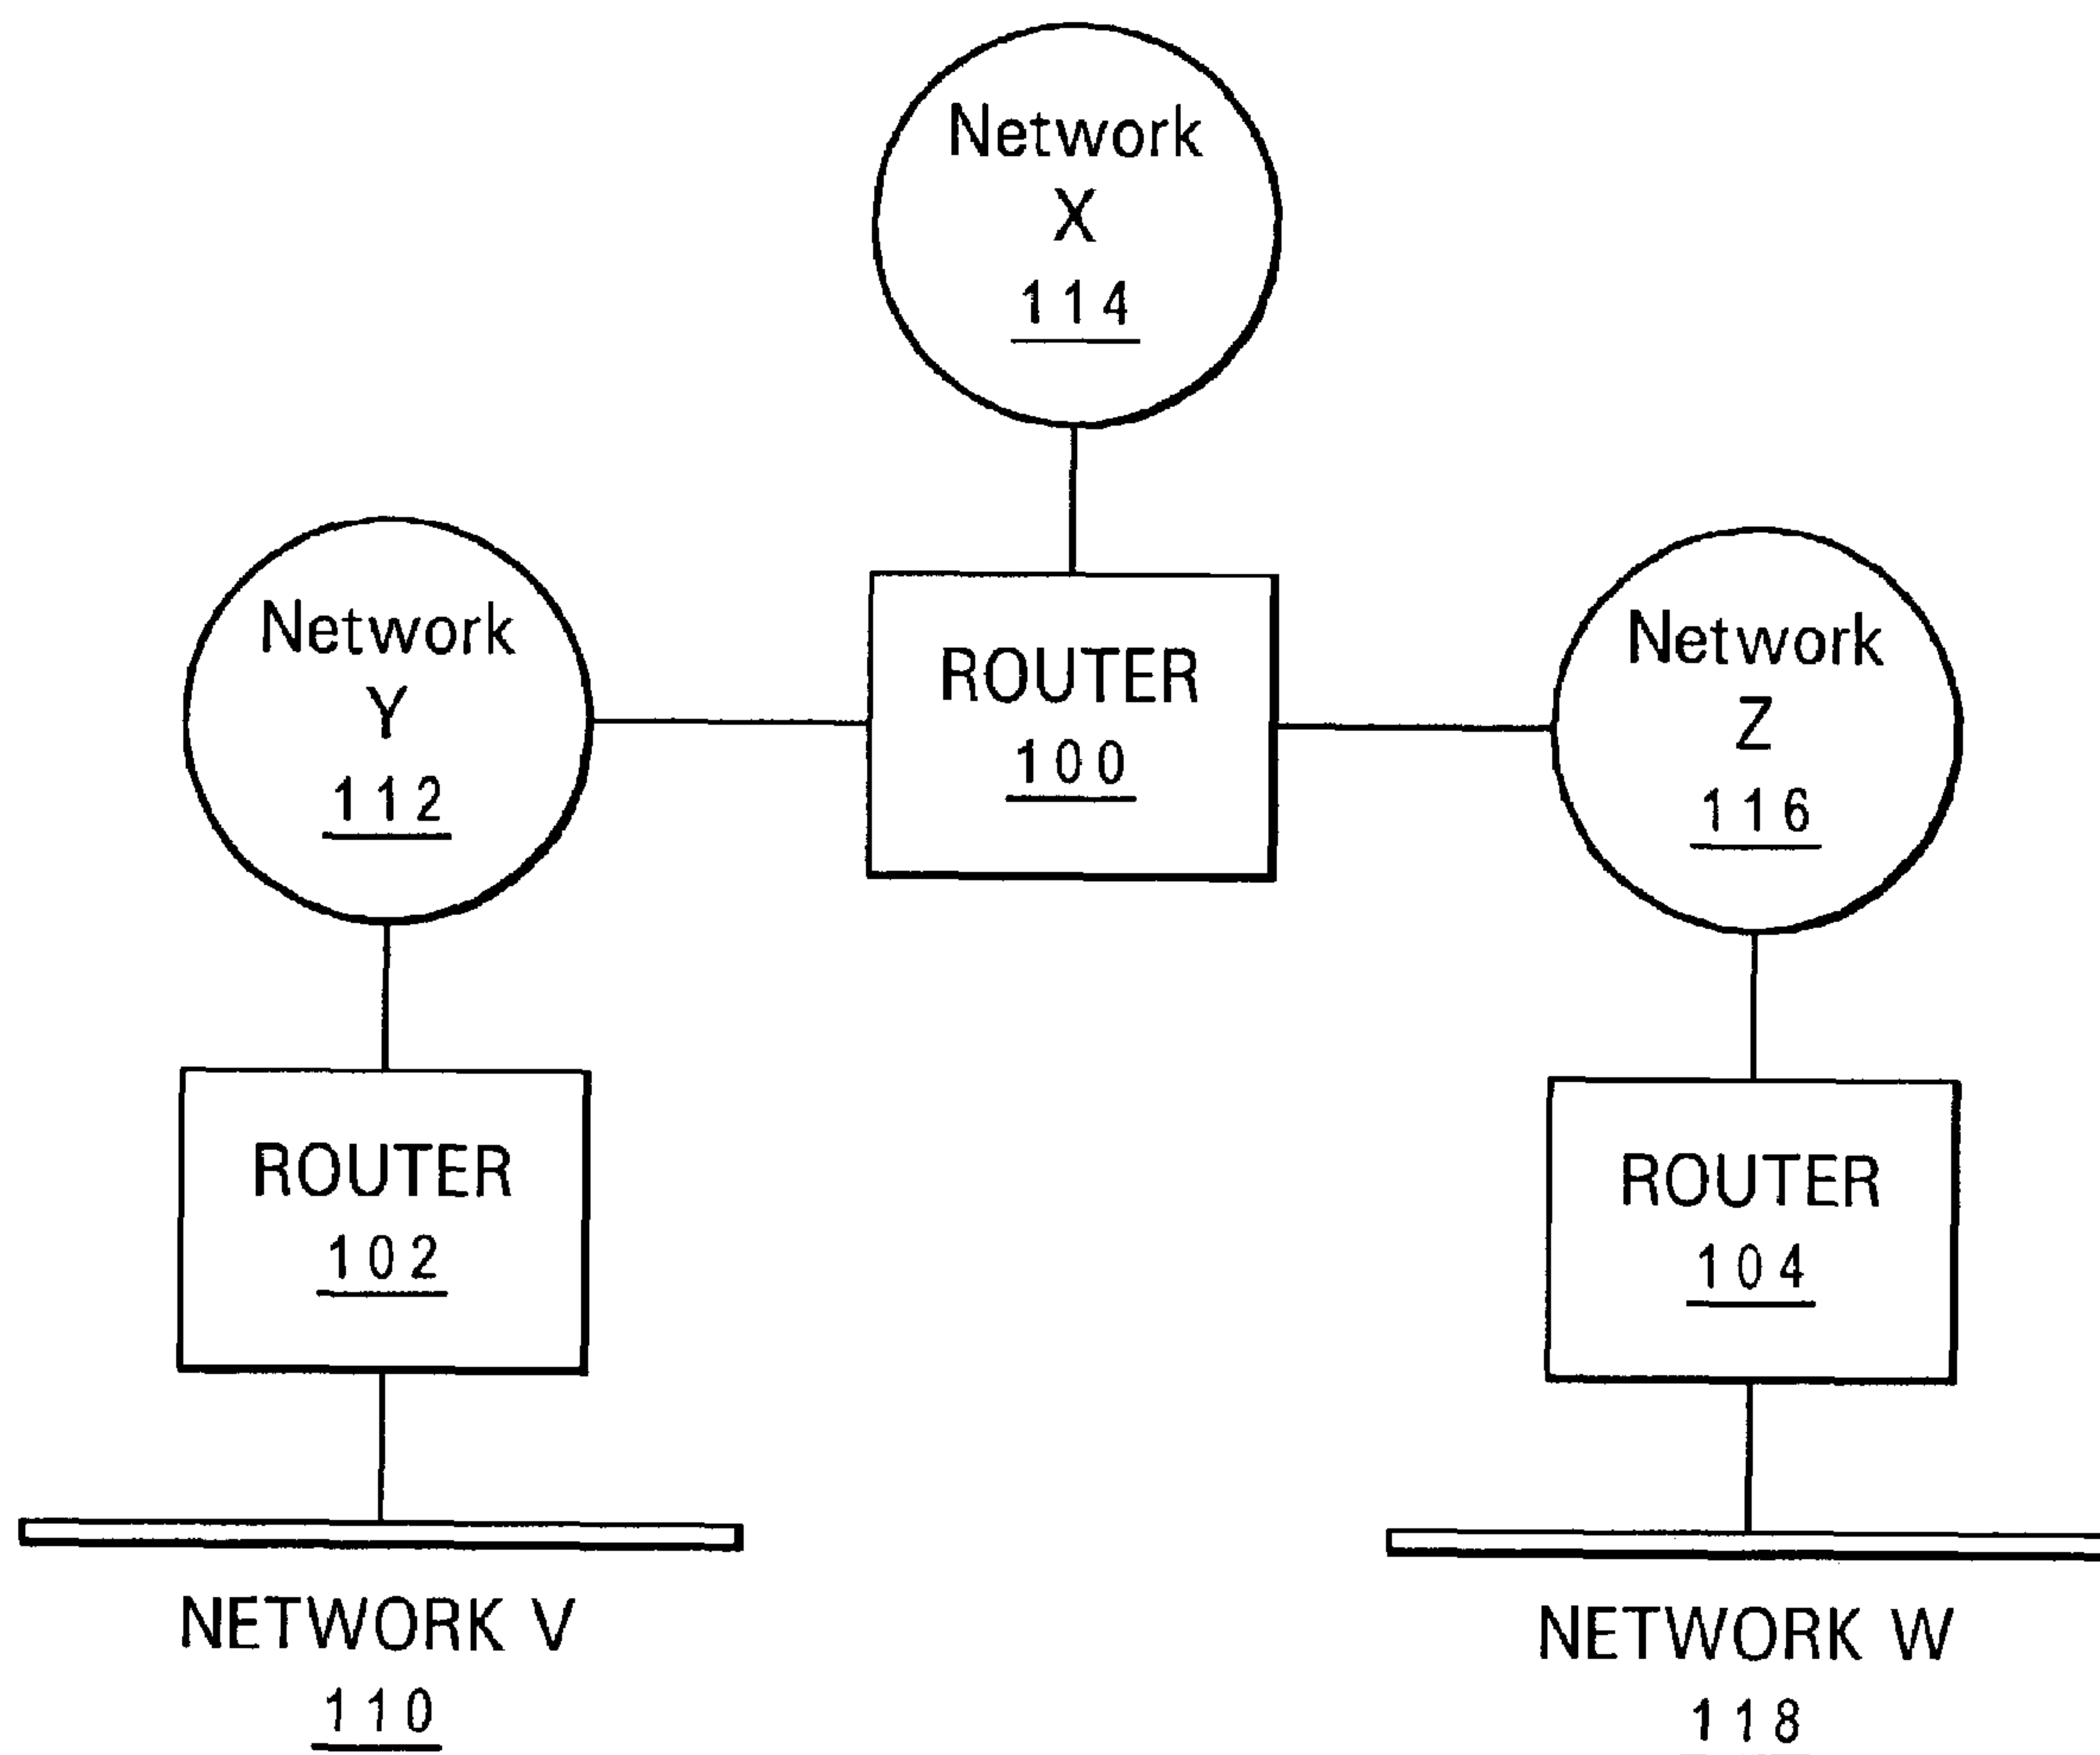 Network
X
114
Network
Y
112
ROUTER
100
Network
Z
116
ROUTER
102
ROUTER
104
NETWORK V
110
NETWORK W
118